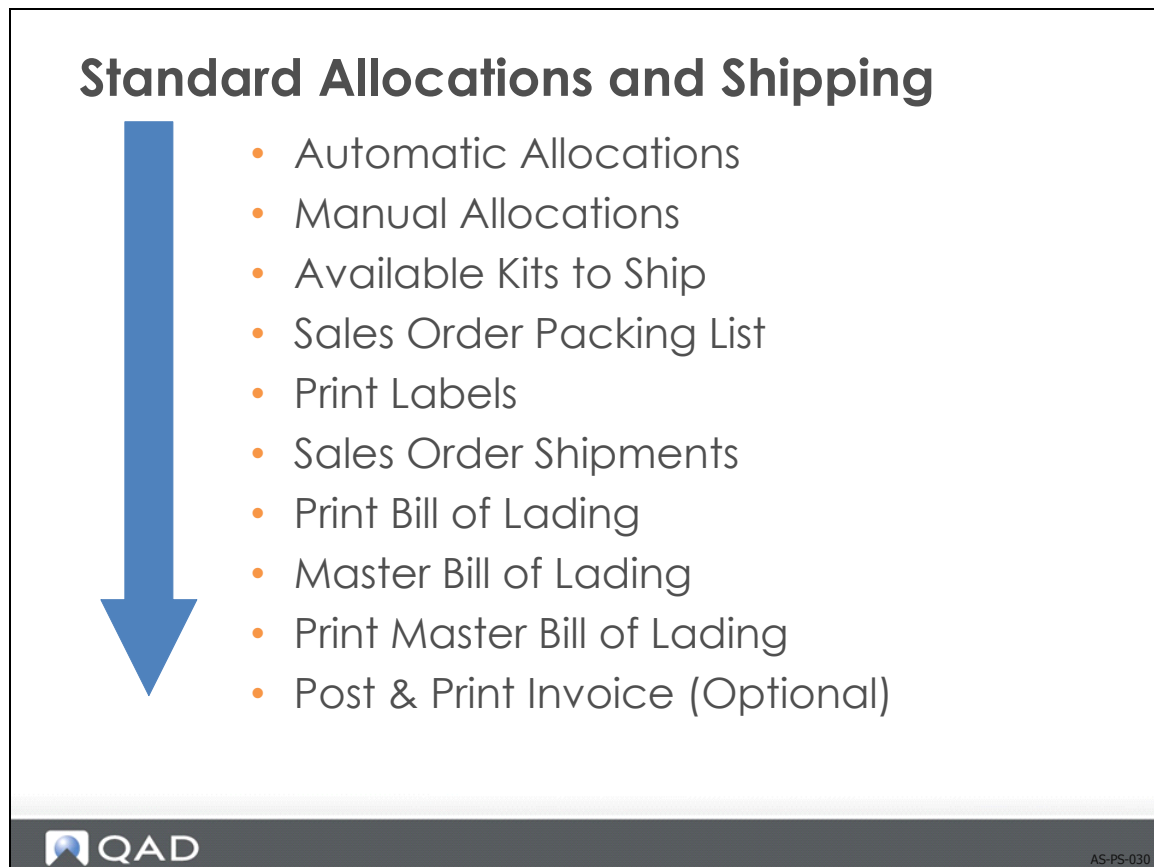 Standard Allocations and Shipping
• Automatic Allocations
• Manual Allocations
• Available Kits to Ship
• Sales Order Packing List
• Print Labels
• Sales Order Shipments
• Print Bill of Lading
• Master Bill of Lading
• Print Master Bill of Lading
• Post & Print Invoice (Optional)
QAD
AS-PS-030